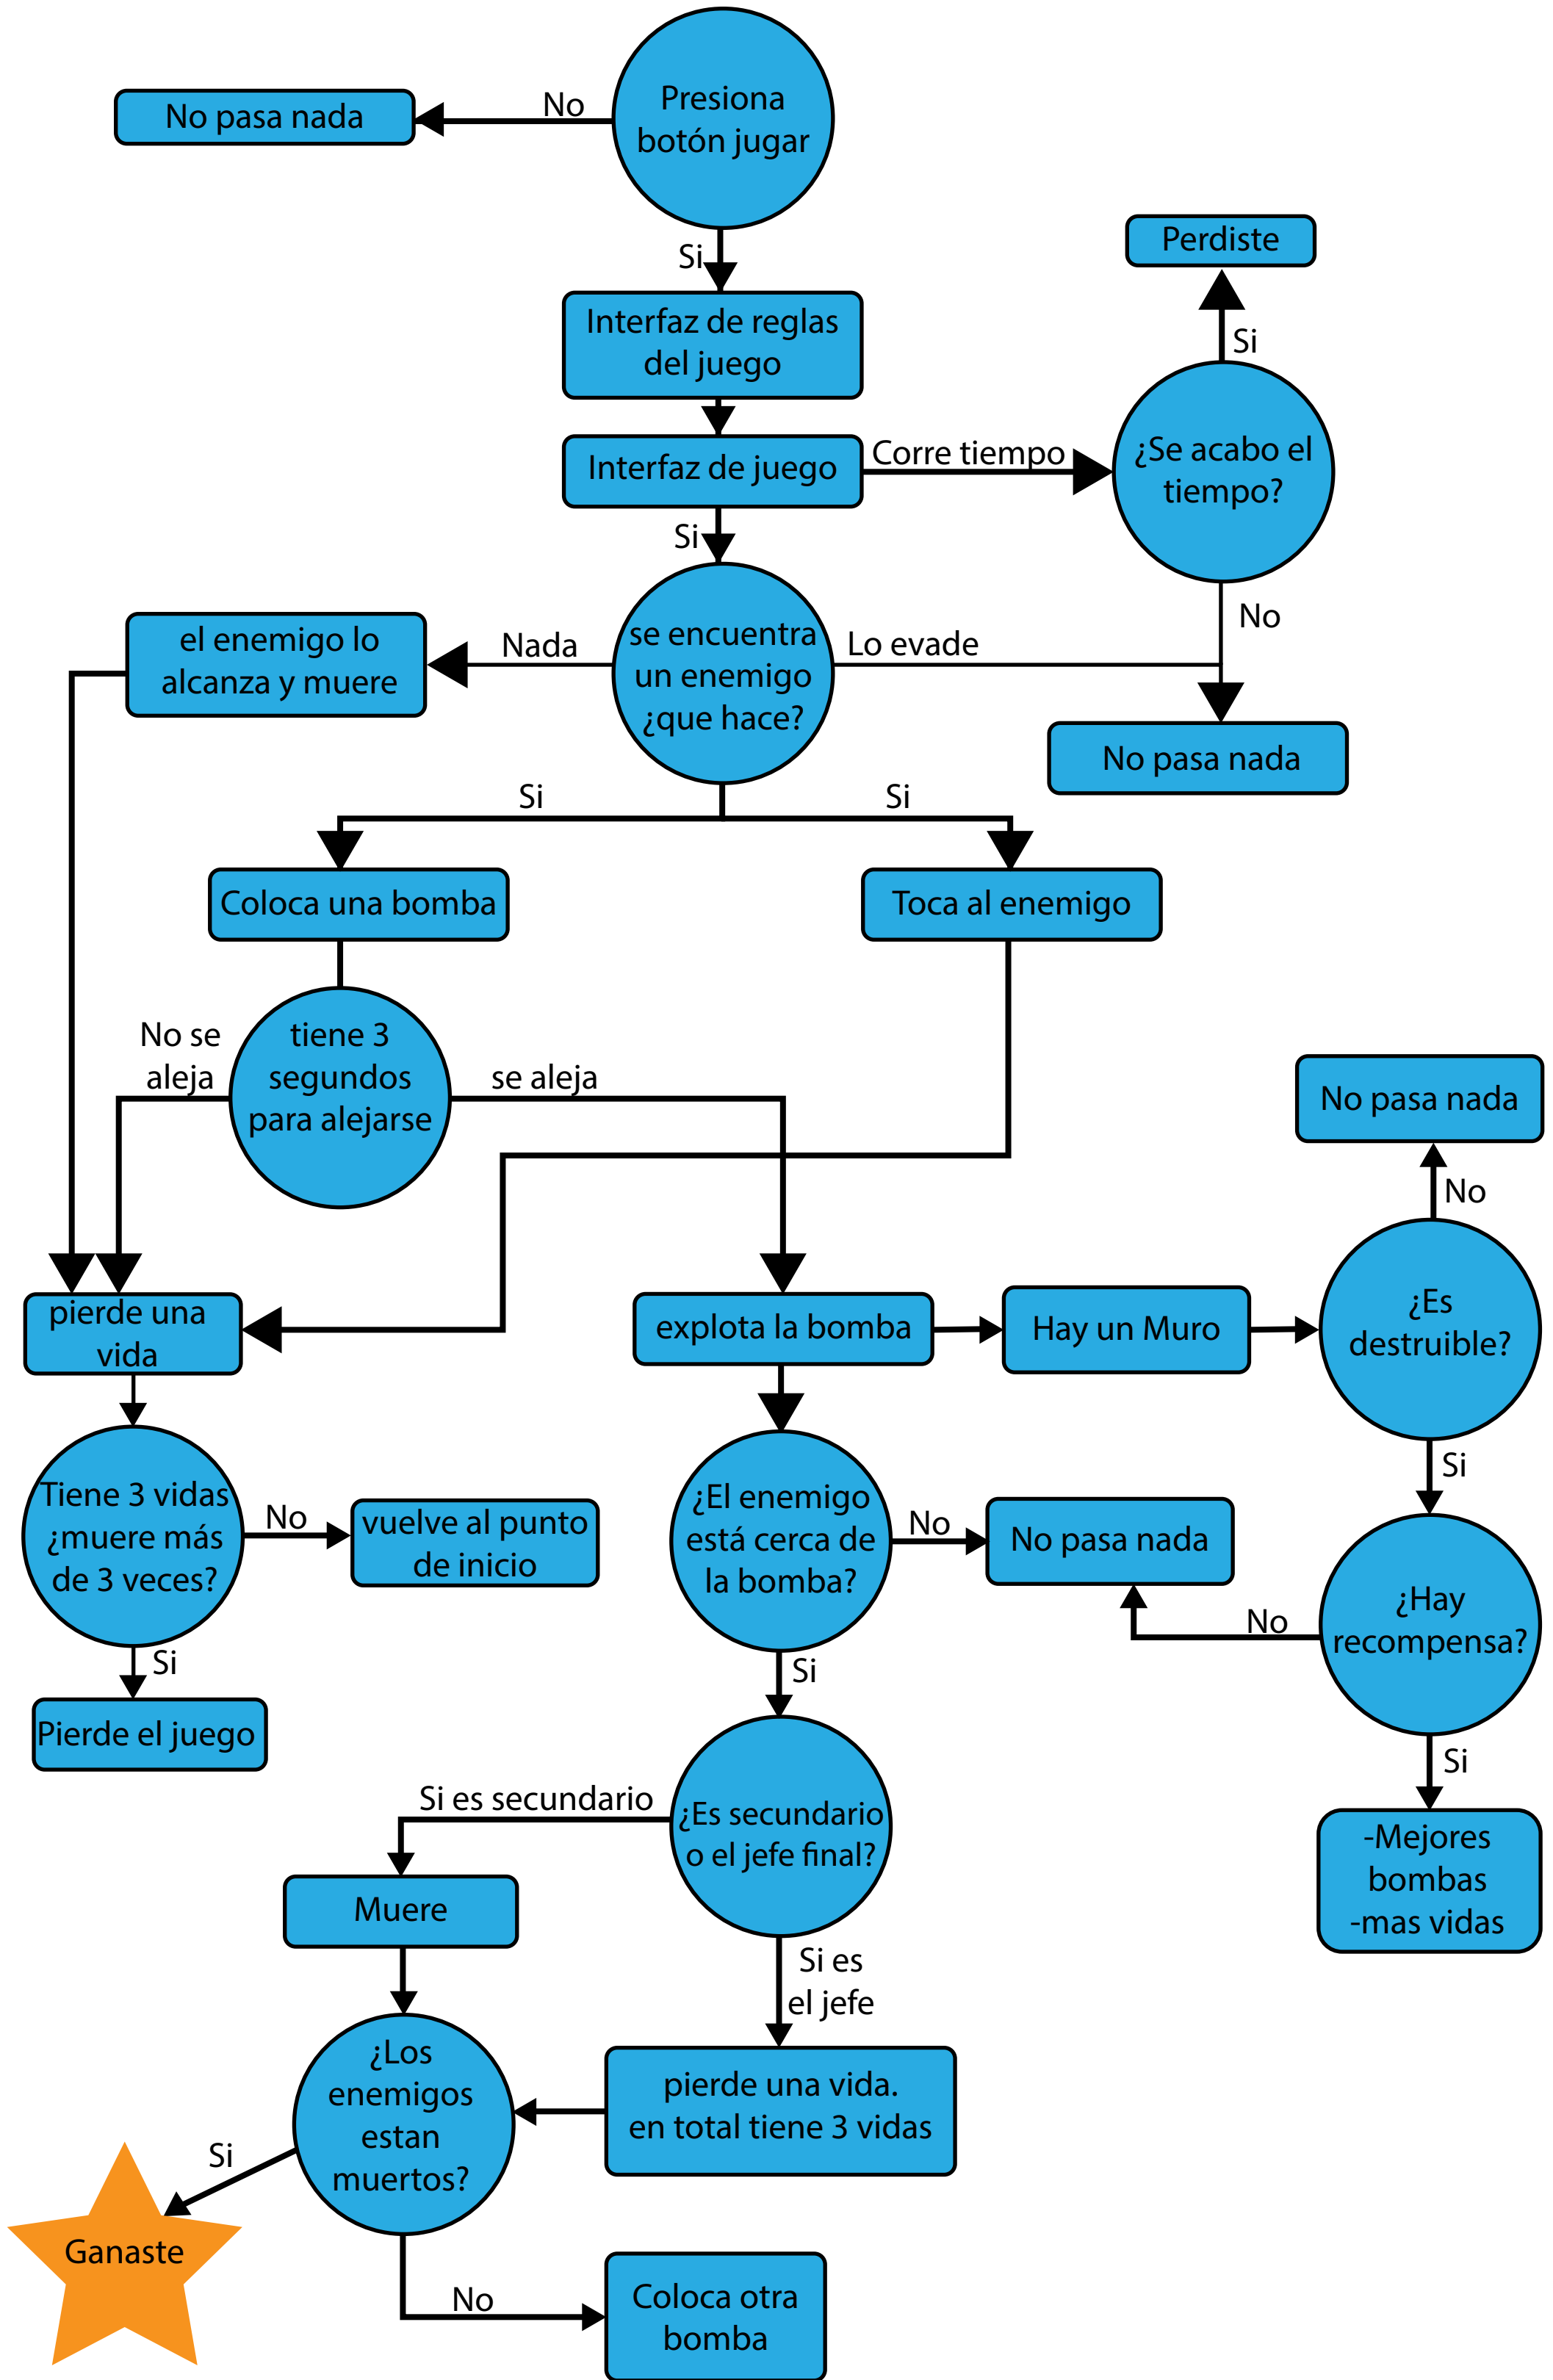 Presiona
botón jugar
No
No pasa nada
Si
Perdiste
Interfaz de reglas
del juego
Si
Interfaz de juego
Corre tiempo
¿Se acabo el
tiempo?
Si
No
el enemigo lo
alcanza y muere
Nada
se encuentra
un enemigo
¿que hace?
Lo evade
No pasa nada
Si
Si
Coloca una bomba
Toca al enemigo
No se
aleja
tiene 3
segundos
para alejarse
se aleja
No pasa nada
No
pierde una
vida
explota la bomba
Hay un Muro
¿Es
destruible?
Si
Tiene 3 vidas
¿muere más
de 3 veces?
No
vuelve al punto
de inicio
¿El enemigo
está cerca de
la bomba?
No
No pasa nada
No
¿Hay
recompensa?
Si
Pierde el juego
Si
Si
Si es secundario
¿Es secundario
o el jefe final?
-Mejores
bombas
-mas vidas
Muere
Si es
el jefe
¿Los
enemigos
estan
muertos?
pierde una vida.
en total tiene 3 vidas
Si
Ganaste
No
Coloca otra
bomba